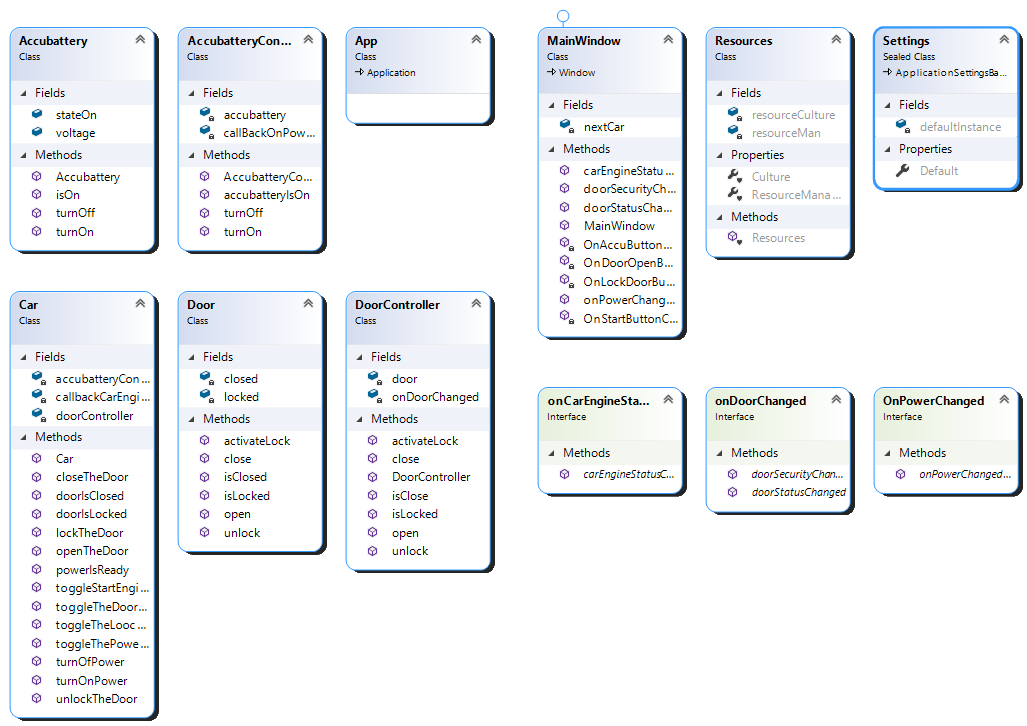 Accubattery
Class
Fields
stateOn
voltage
Methods
Accubattery
isOn
turnOff
turnOn
AccubatteryCon...
Class
Fields
accubattery
callBackOnPow...
Methods
AccubatteryCo...
accubatteryIsOn
turnOff
turnOn
App
Class
Application
MainWindow
Class
Window
Fields
nextCar
Methods
carEngineStatu...
doorSecurityCh...
doorStatusCha...
MainWindow
OnAccuButton...
OnDoorOpenB...
OnLockDoorBu...
onPowerChang...
OnStartButtonC...
Resources
Class
Fields
resourceCulture
resourceMan
Properties
Culture
ResourceMana...
Methods
Resources
Settings
Sealed Class
ApplicationSettingsBa...
Fields
defaultInstance
Properties
Default
Car
Class
Fields
accubatteryCon...
callbackCarEngi...
doorController
Methods
Car
closeTheDoor
doorIsClosed
doorIsLocked
lockTheDoor
openTheDoor
powerIsReady
toggleStartEngi...
toggleTheDoor...
toggleTheLooc...
toggleThePowe...
turnOfPower
turnOnPower
unlockTheDoor
Door
Class
Fields
closed
locked
Methods
activateLock
close
isClosed
isLocked
open
unlock
DoorController
Class
Fields
door
onDoorChanged
Methods
activateLock
close
DoorController
isClose
isLocked
open
unlock
onCarEngineSta...
Interface
Methods
carEngineStatusC...
onDoorChanged
Interface
Methods
doorSecurityChan...
doorStatusChanged
OnPowerChanged
Interface
Methods
onPowerChanged...